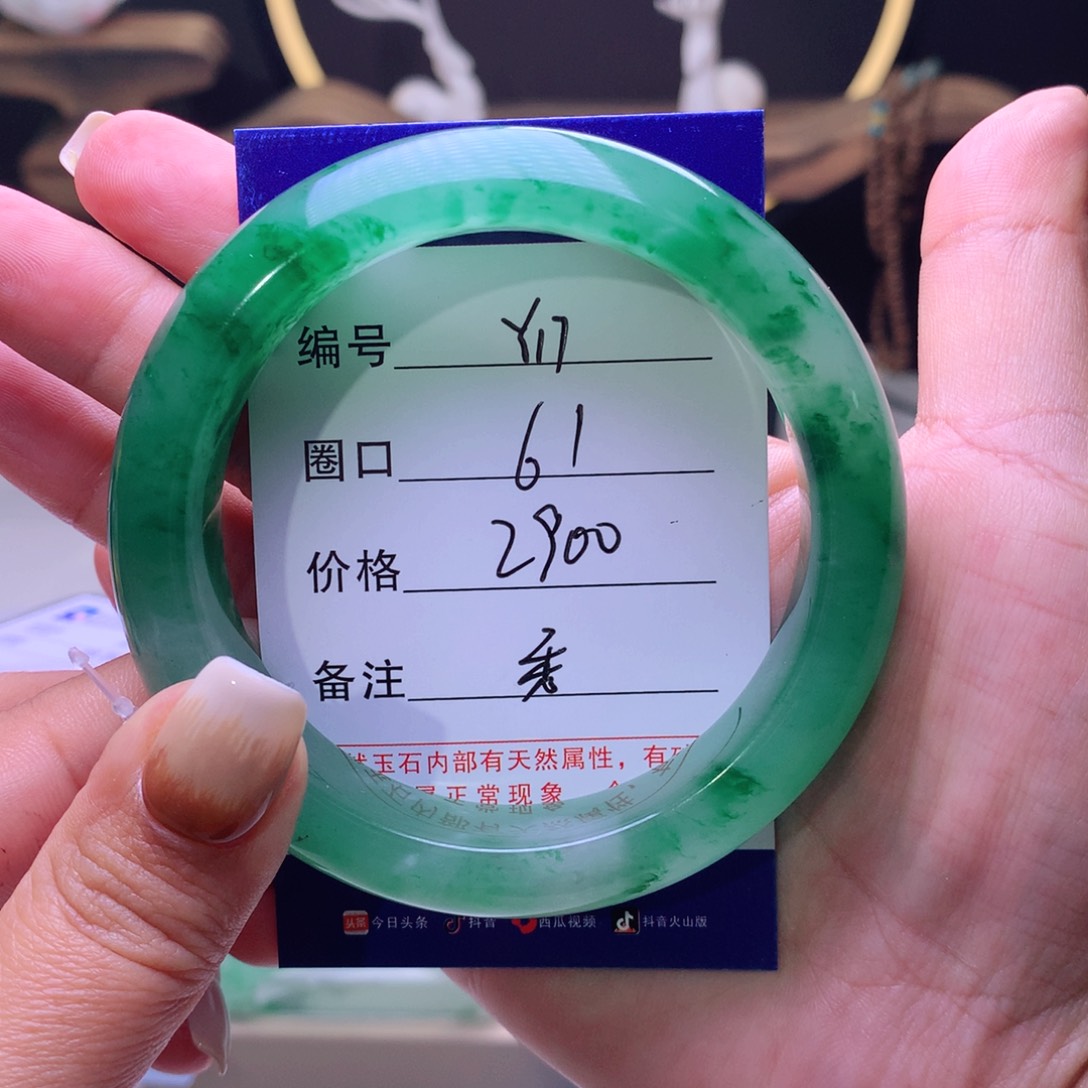 编号 Y17
圈口 61
价格 2900
备注 秀
玉石内部有天然属性，有
属正常现象
今日头条 抖音 西瓜视频 抖音火山版